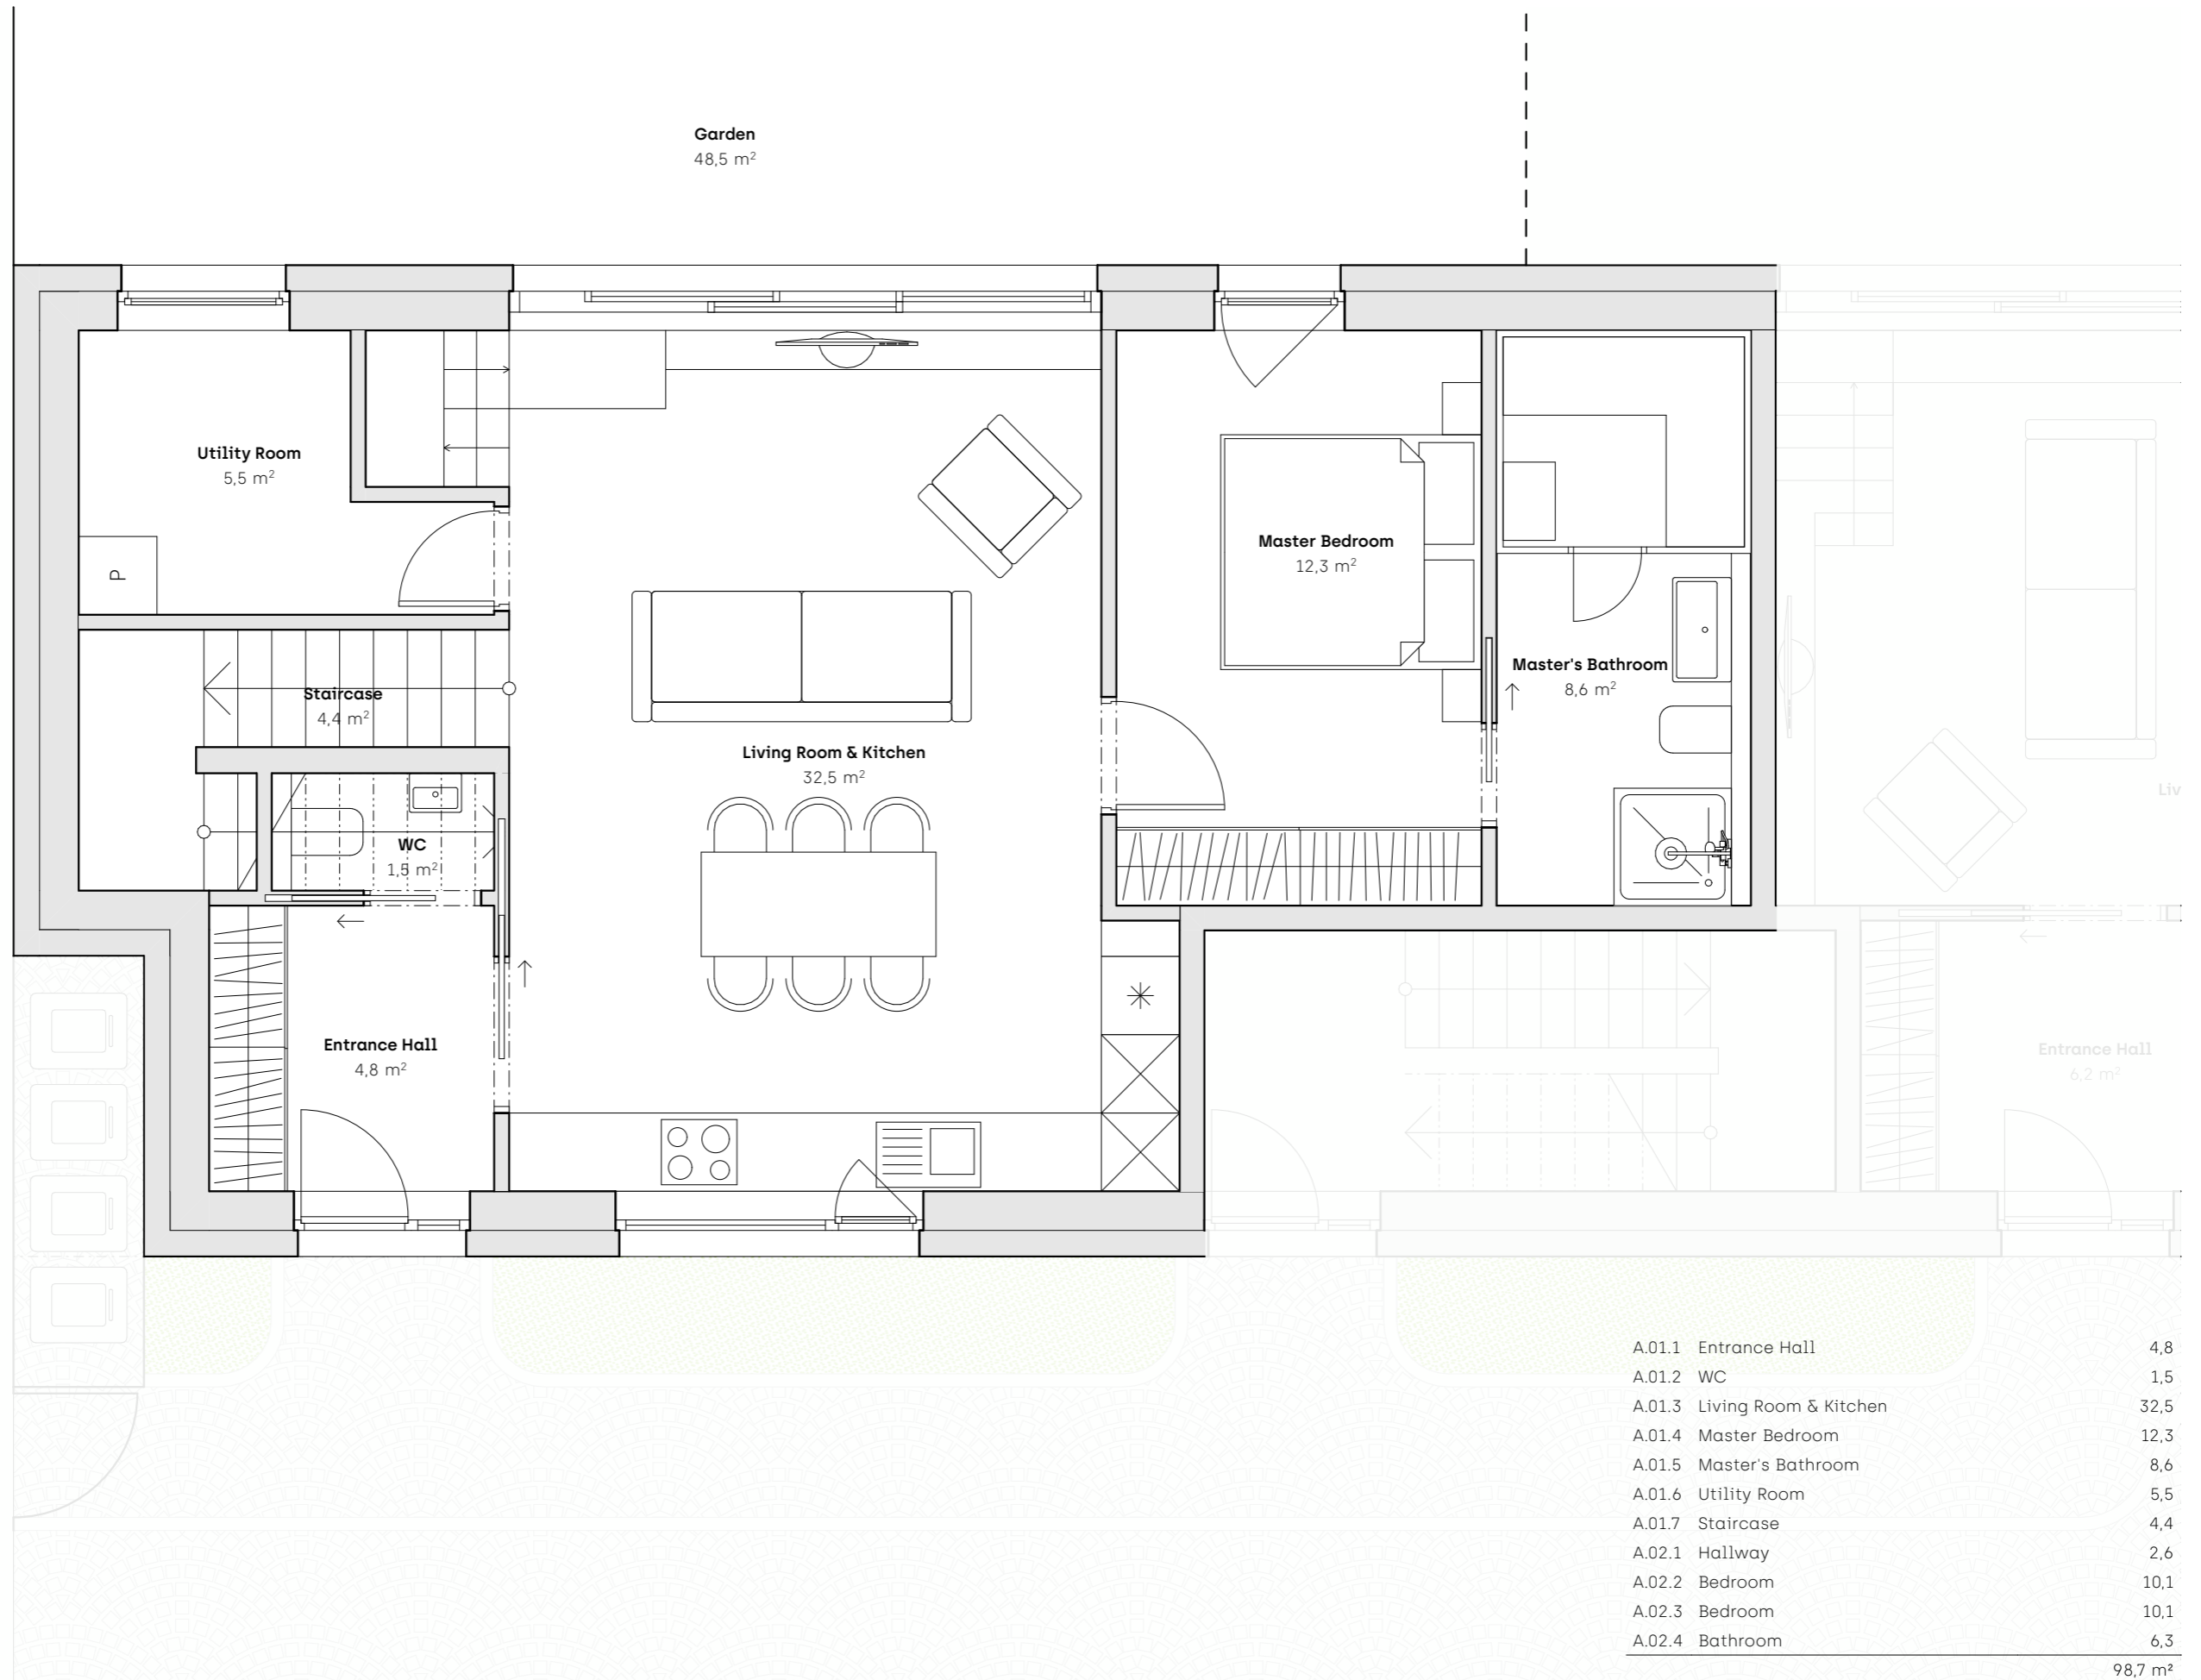 Garden
48,5 m²
Utility Room
5,5 m²
P
Master Bedroom
12,3 m²
Master's Bathroom
8,6 m²
Staircase
4,4 m²
Living Room & Kitchen
32,5 m²
Liv
WC
1,5 m²
Entrance Hall
4,8 m²
Entrance Hall
6,2 m²
A.01.1 Entrance Hall 4,8
A.01.2 WC 1,5
A.01.3 Living Room & Kitchen 32,5
A.01.4 Master Bedroom 12,3
A.01.5 Master's Bathroom 8,6
A.01.6 Utility Room 5,5
A.01.7 Staircase 4,4
A.02.1 Hallway 2,6
A.02.2 Bedroom 10,1
A.02.3 Bedroom 10,1
A.02.4 Bathroom 6,3
98,7 m²